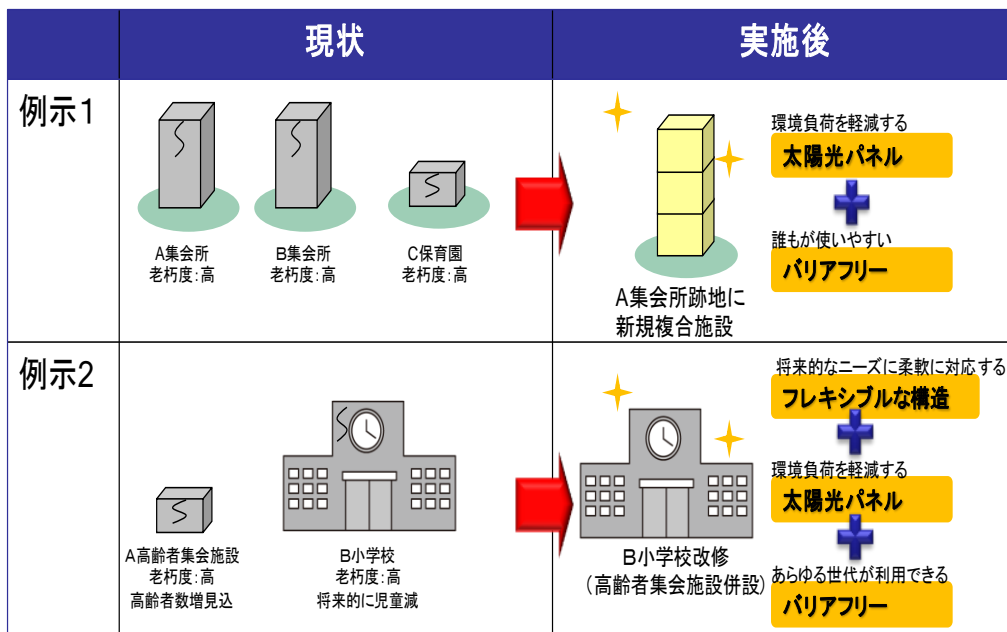 現状
実施後
例示1
A集会所
老朽度:高
B集会所
老朽度:高
C保育園
老朽度:高
A集会所跡地に
新規複合施設
環境負荷を軽減する
太陽光パネル
誰もが使いやすい
バリアフリー
例示2
A高齢者集会施設
老朽度:高
高齢者数増見込
B小学校
老朽度:高
将来的に児童減
B小学校改修
(高齢者集会施設併設)
将来的なニーズに柔軟に対応する
フレキシブルな構造
環境負荷を軽減する
太陽光パネル
あらゆる世代が利用できる
バリアフリー